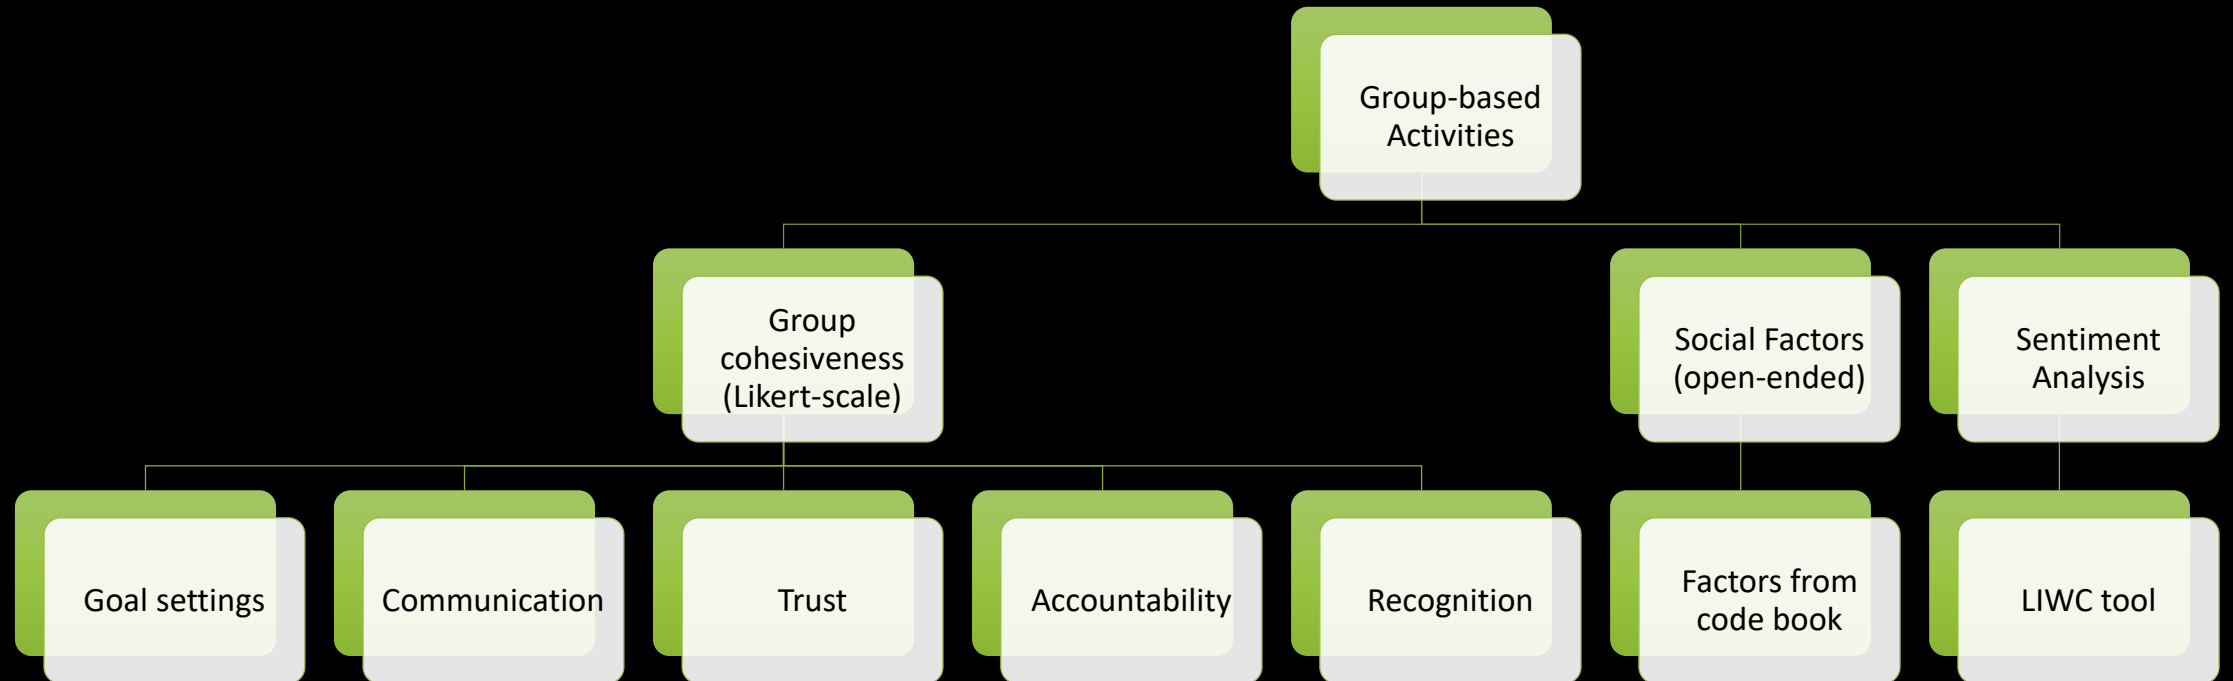 Group-based
Activities
Group
cohesiveness
(Likert-scale)
Social Factors
(open-ended)
Sentiment
Analysis
Goal settings
Communication
Trust
Accountability
Recognition
Factors from
code book
LIWC tool